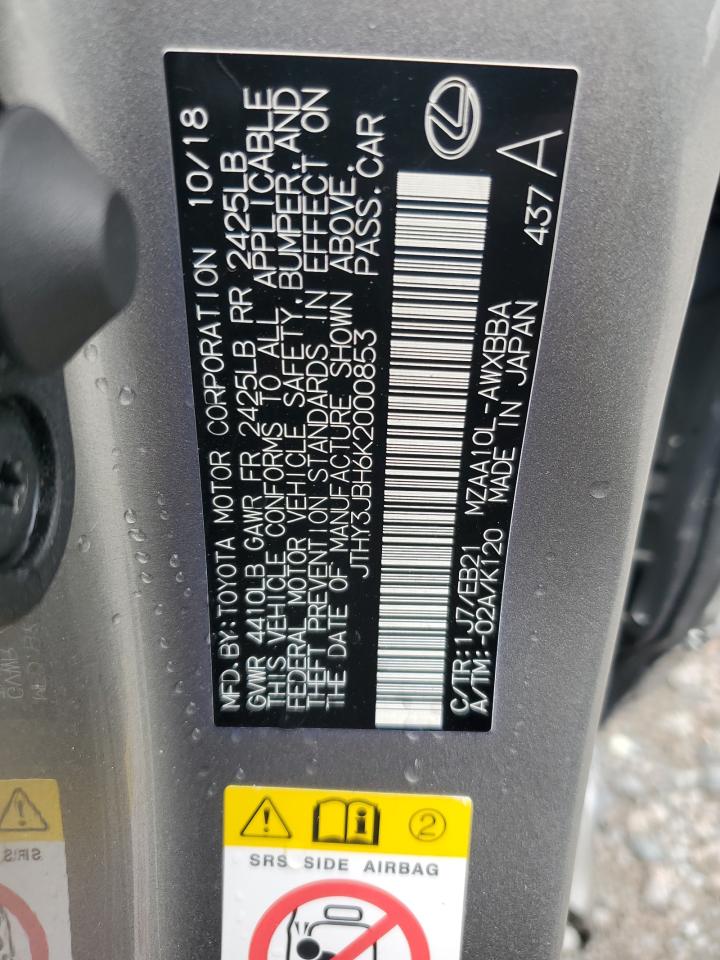 MFD.BY:TOYOTA MOTOR CORPORATION 10/18
GVWR 4410LB GAWR FR 2425LB RR 2425LB
THIS VEHICLE CONFORMS TO ALL APPLICABLE
FEDERAL MOTOR VEHICLE SAFETY,BUMPER,AND
THEFT PREVENTION STANDARDS IN EFFECT ON
THE DATE OF MANUFACTURE SHOWN ABOVE.
JTHY3JBH6K2000853 PASS.CAR
C/TR:1J7/EB21 MZAA10L-AWXBBA
A/TM:-02A/K120 MADE IN JAPAN
437 A
2
SRS SIDE AIRBAG